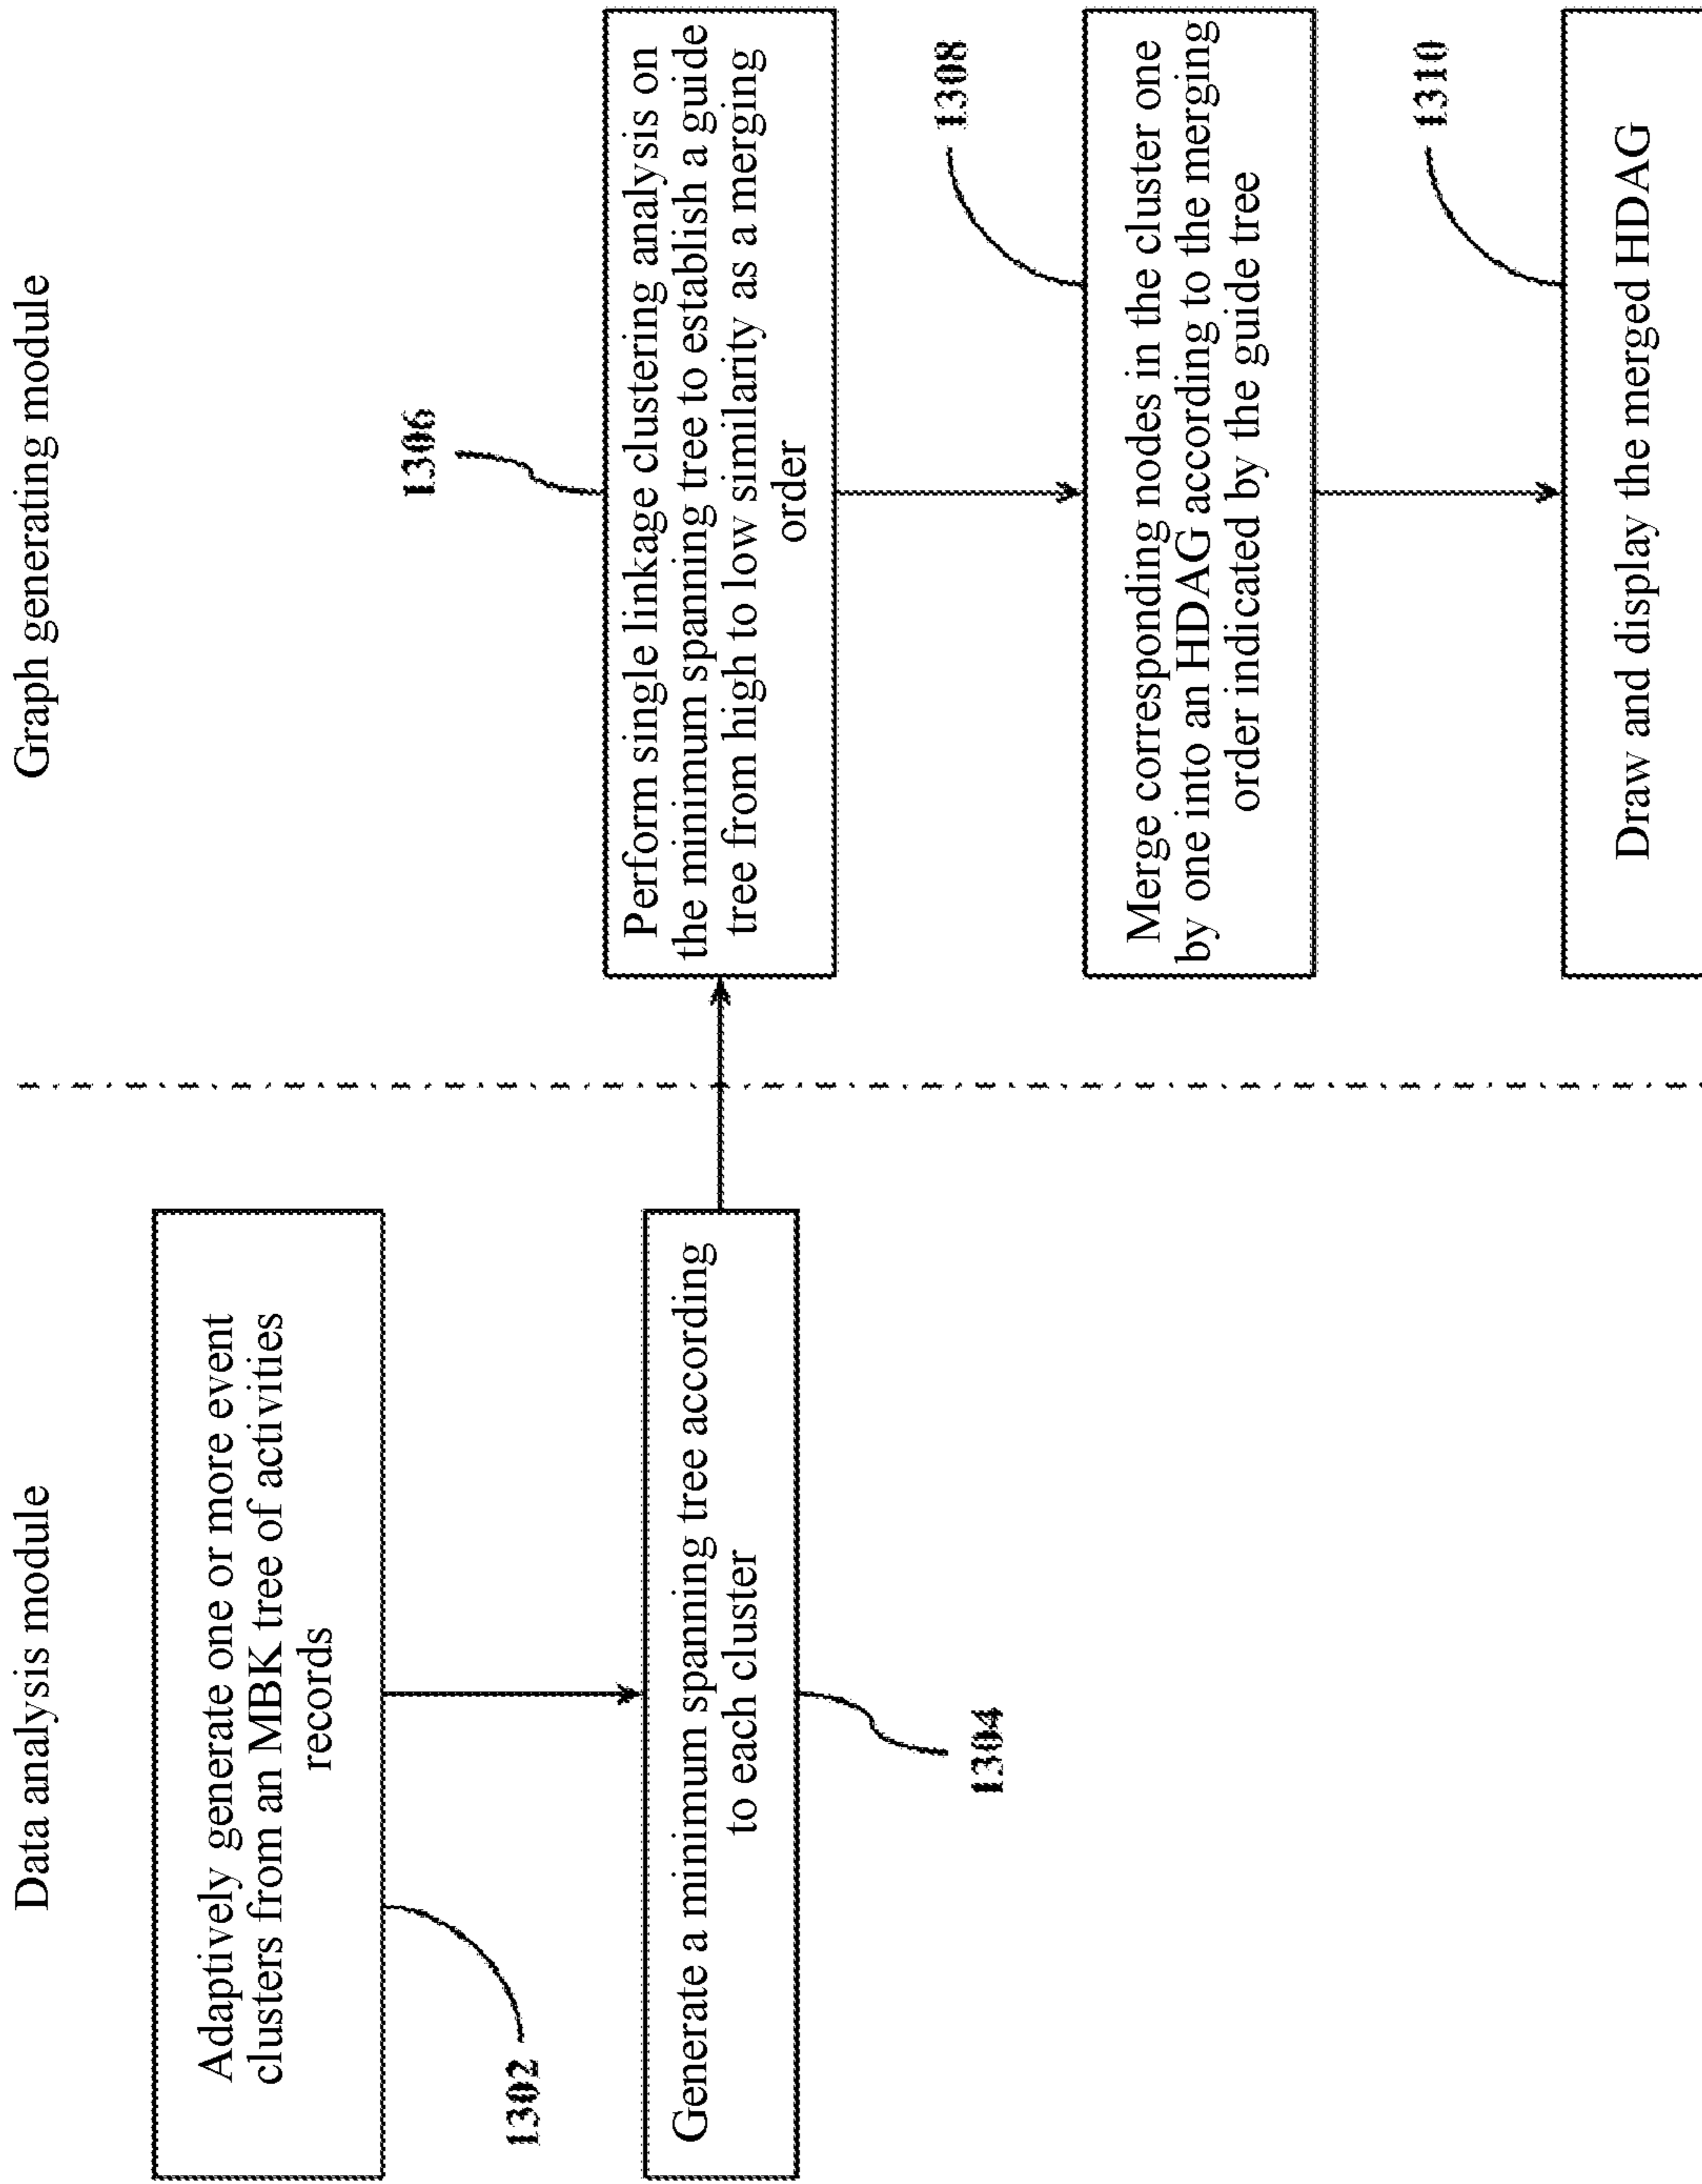 Data analysis module
Adaptively generate one or more event
clusters from an MBK tree of activities
records
1302
Generate a minimum spanning tree according
to each cluster
1304
Graph generating module
1306
Perform single linkage clustering analysis on
the minimum spanning tree to establish a guide
tree from high to low similarity as a merging
order
1308
Merge corresponding nodes in the cluster one
by one into an HDAG according to the merging
order indicated by the guide tree
1310
Draw and display the merged HDAG